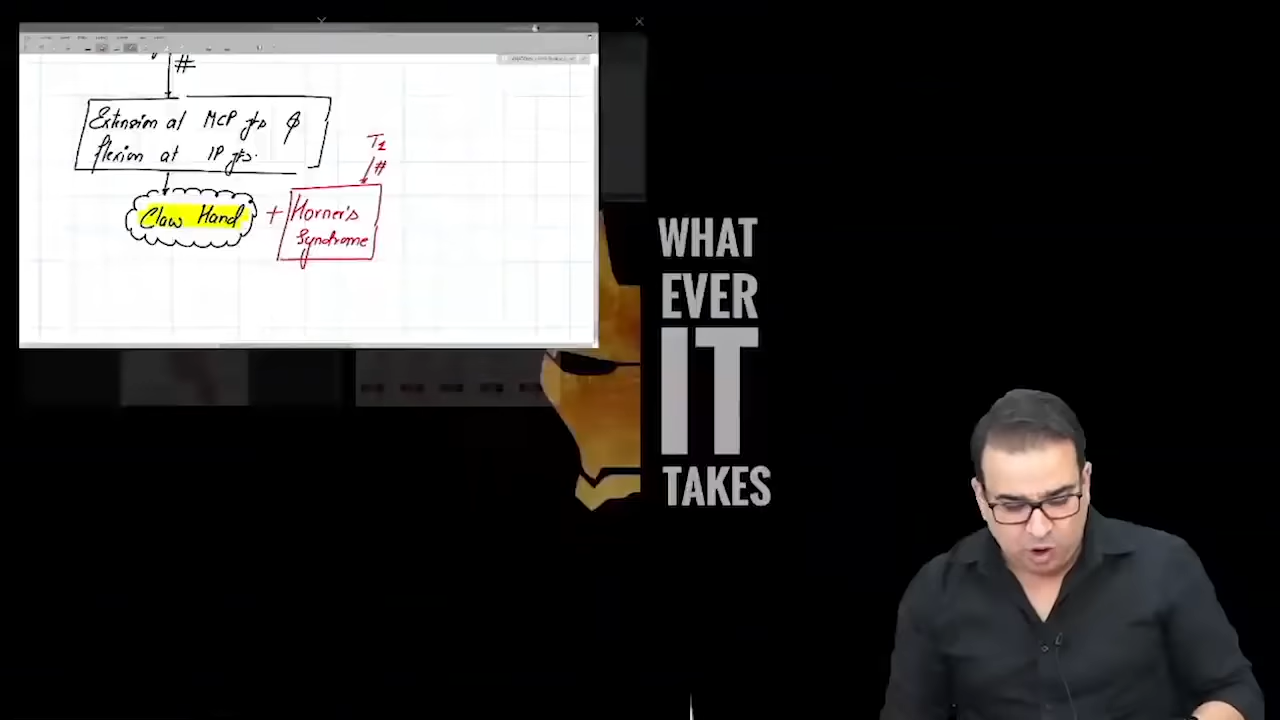 #
Extension at MCP jts &
flexion at IP jts.
T1
#
Claw Hand + Horner's
Syndrome
WHAT
EVER
IT
TAKES